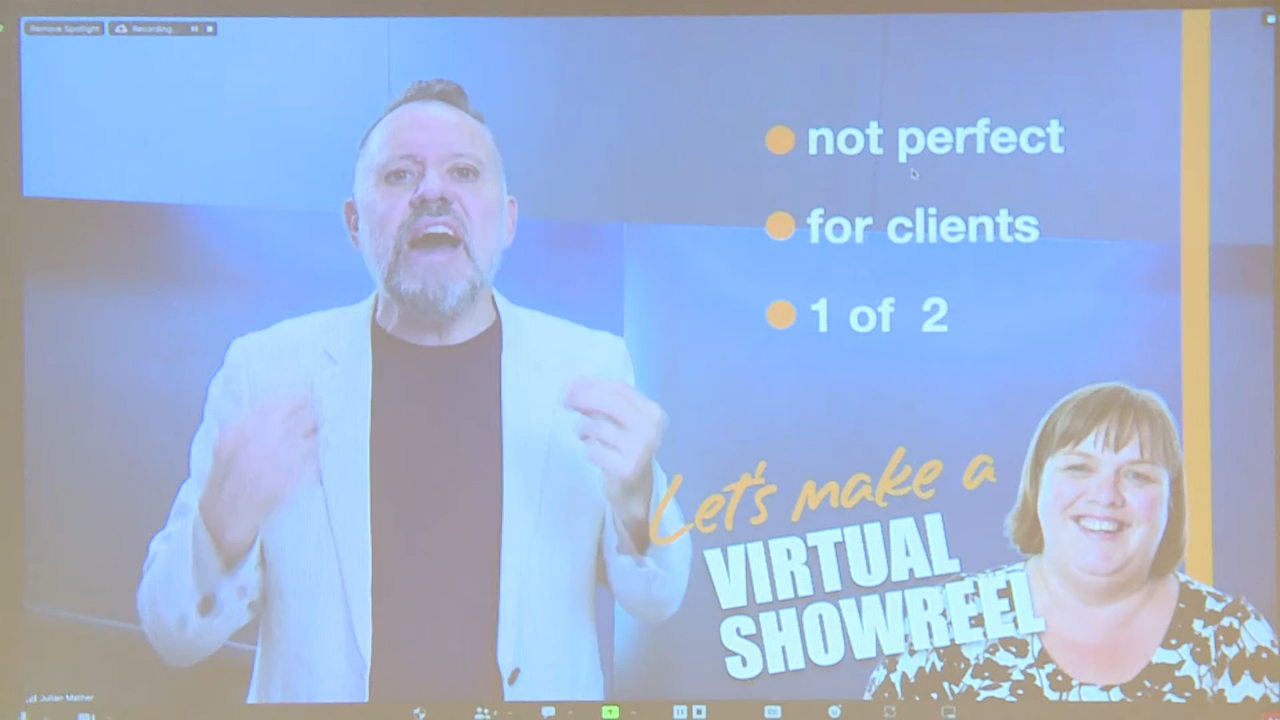 Remove Spotlight
Recording...
not perfect
for clients
1 of 2
Let's make a
VIRTUAL
SHOWREEL
Julian Mather